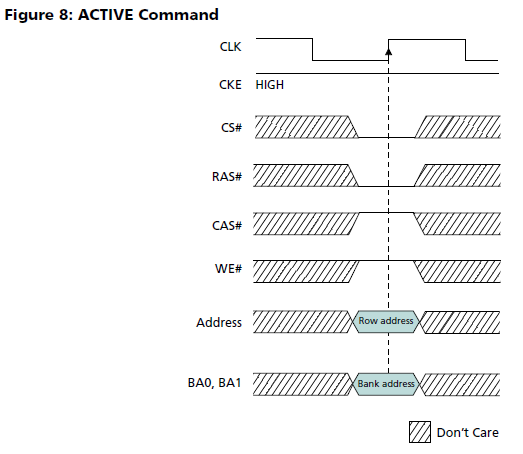 Figure 8: ACTIVE Command
CLK
CKE HIGH
CS#
RAS#
CAS#
WE#
Address Row address
BA0, BA1 Bank address
Don't Care